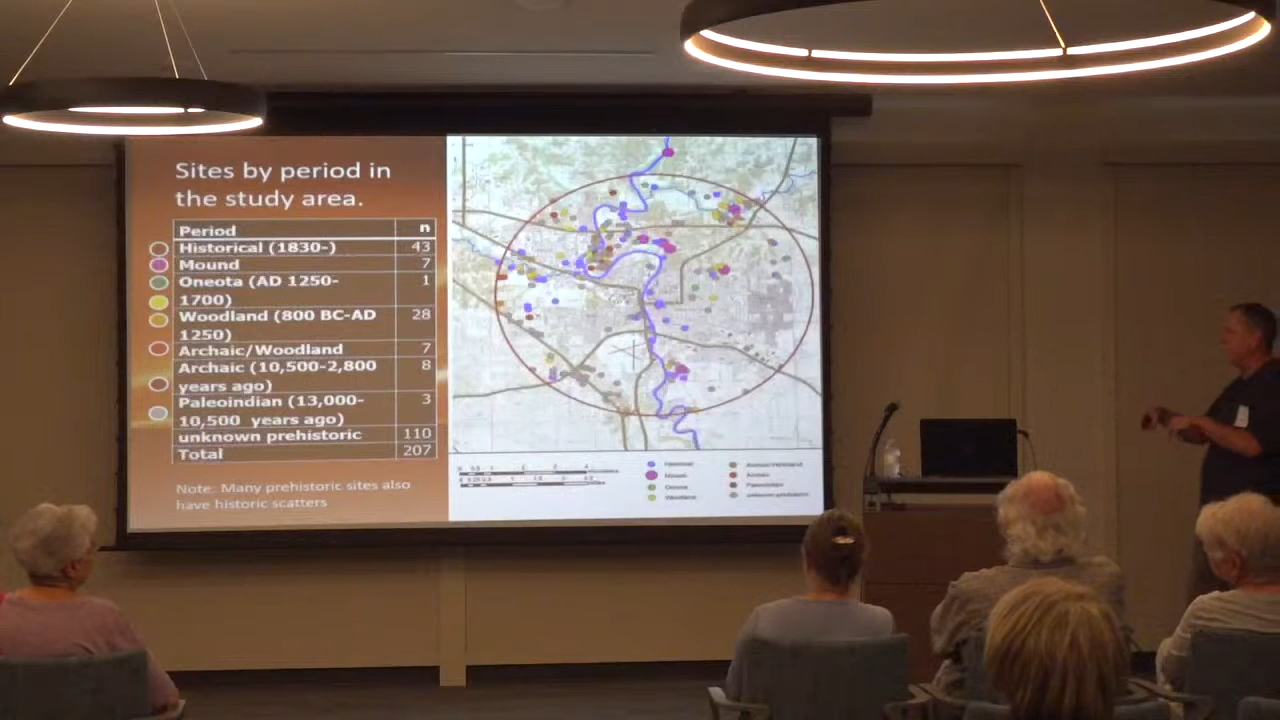 Sites by period in
the study area.
Period n
Historical (1830-) 43
Mound 7
Oneota (AD 1250- 1
1700)
Woodland (800 BC-AD 28
1250)
Archaic/Woodland 7
Archaic (10,500-2,800 8
years ago)
Paleoindian (13,000- 3
10,500 years ago)
unknown prehistoric 110
Total 207
Note: Many prehistoric sites also
have historic scatters